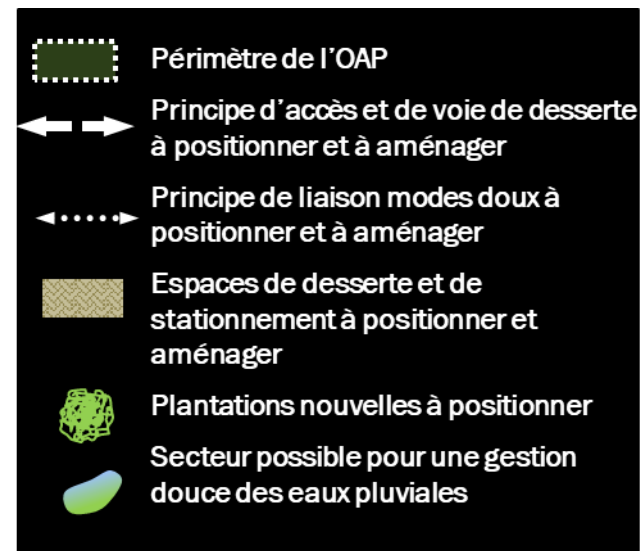 Périmètre de l’OAP
Principe d’accès et de voie de desserte
à positionner et à aménager
Principe de liaison modes doux à
positionner et à aménager
Espaces de desserte et de
stationnement à positionner et
aménager
Plantations nouvelles à positionner
Secteur possible pour une gestion
douce des eaux pluviales